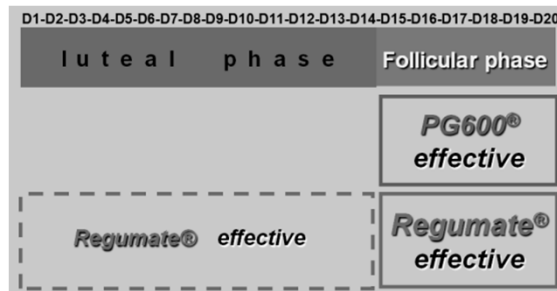 D1-D2-D3-D4-D5-D6-D7-D8-D9-D10-D11-D12-D13-D14-D15-D16-D17-D18-D19-D20
luteal phase
Follicular phase
PG600®
effective
Regumate® effective
Regumate®
effective